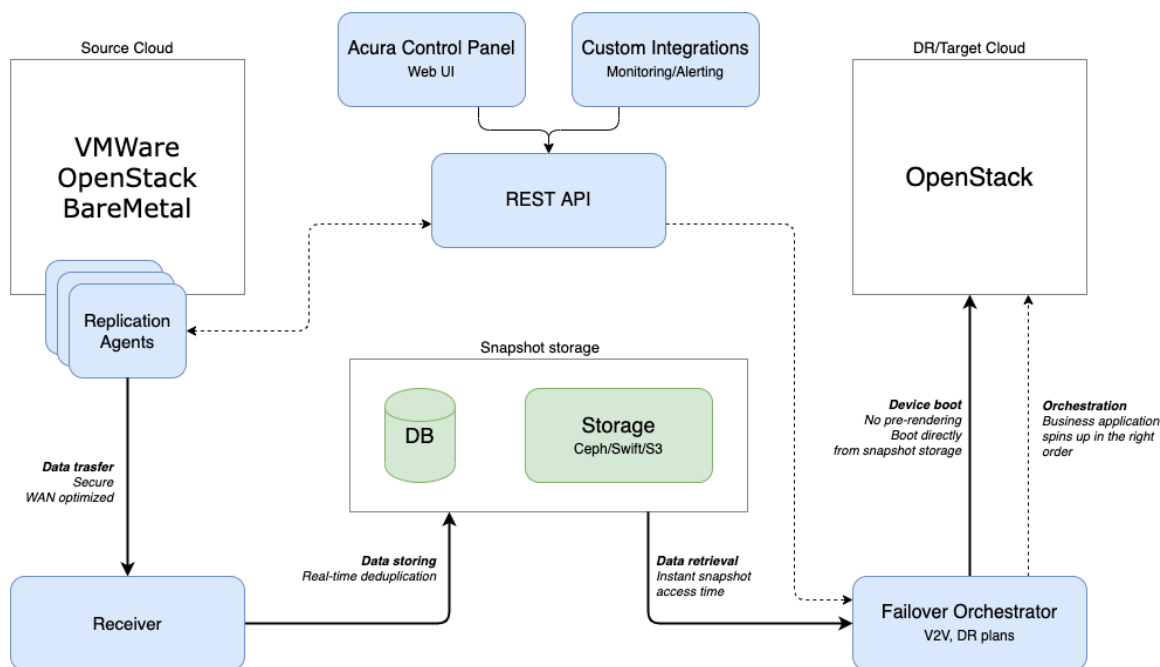 Source Cloud
VMWare
OpenStack
BareMetal
Replication
Agents
Acura Control Panel
Web UI
Custom Integrations
Monitoring/Alerting
REST API
DR/Target Cloud
OpenStack
Snapshot storage
DB
Storage
Ceph/Swift/S3
Data trasfer
Secure
WAN optimized
Data storing
Real-time deduplication
Data retrieval
Instant snapshot
access time
Device boot
No pre-rendering
Boot directly
from snapshot storage
Orchestration
Business application
spins up in the right
order
Receiver
Failover Orchestrator
V2V, DR plans